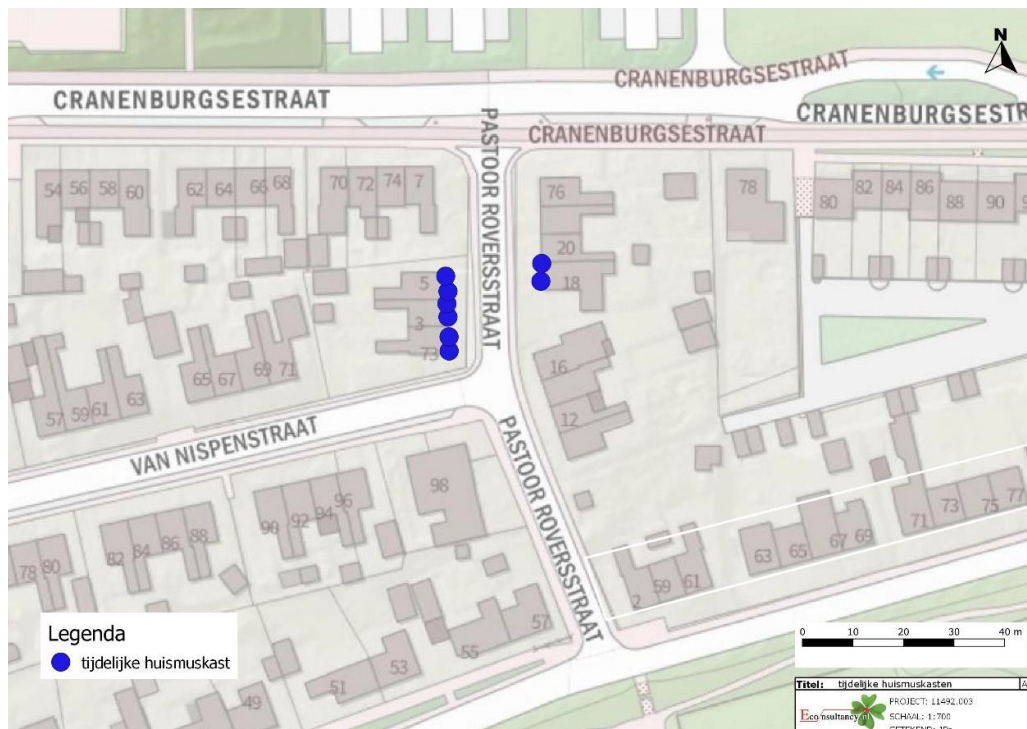 N
CRANENBURGSESTRAAT
CRANENBURGSESTRAAT
CRANENBURGSESTR
CRANENBURGSESTRAAT
PASTOOR ROVERSSTRAAT
54 56 58 60
62 64 66 68
70 72 74 7
76
78
80 82 84 86 88 90
20
18
5
3
73
16
12
57 59 61 63
65 67 69 71
VAN NISPENSTRAAT
PASTOOR ROVERSSTRAAT
98
78 80
82 84 86 88
90 92 94 96
71 73 75 77
63 65 67 69
2 59 61
57
55
53
51
49
Legenda
tijdelijke huismuskast
0 10 20 30 40 m
Titel: tijdelijke huismuskasten
Econsultancy.nl
PROJECT: 11492.003
SCHAAL: 1:700